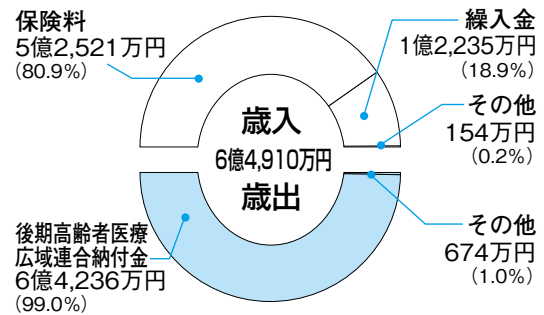 保険料
5億2,521万円
(80.9%)
繰入金
1億2,235万円
(18.9%)
その他
154万円
(0.2%)
歳入
6億4,910万円
歳出
後期高齢者医療
広域連合納付金
6億4,236万円
(99.0%)
その他
674万円
(1.0%)